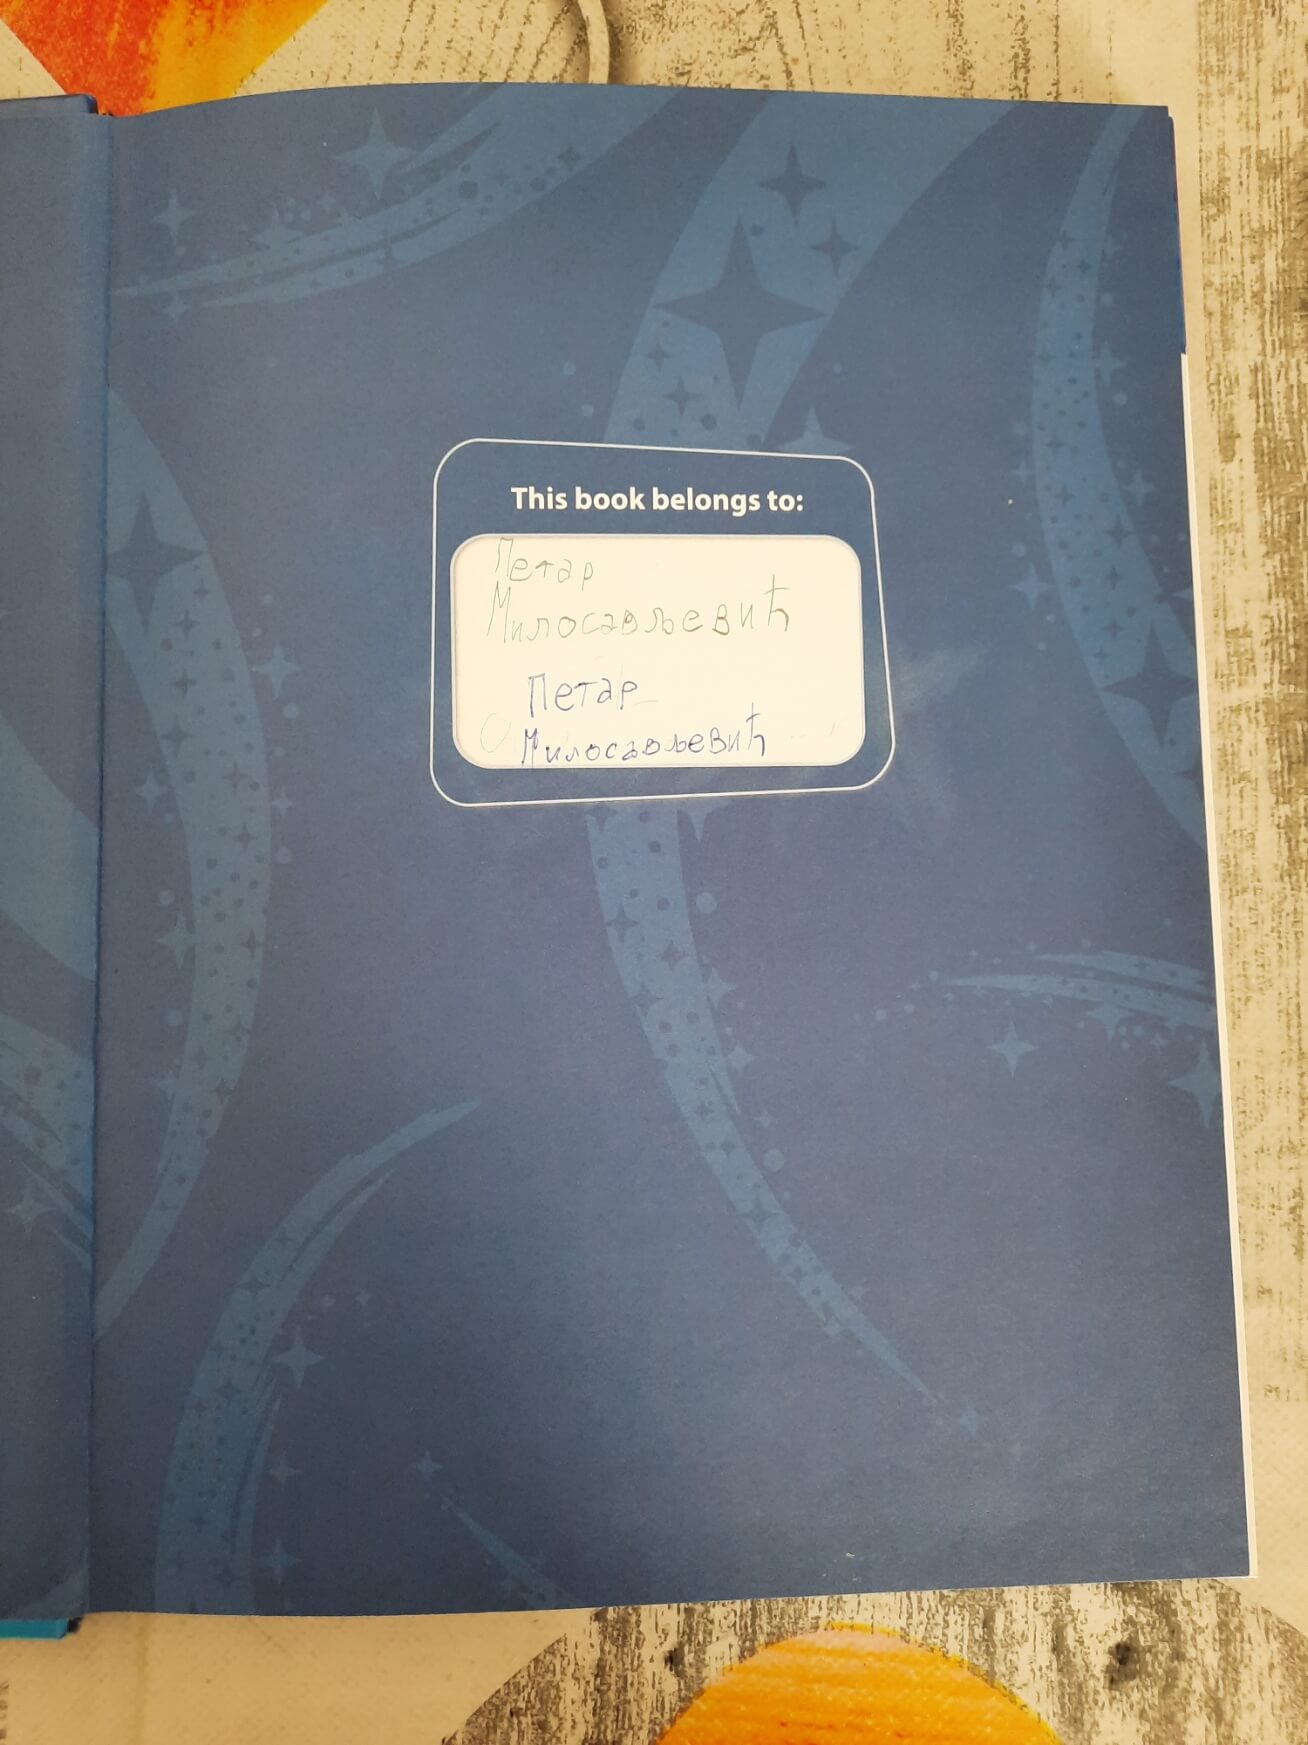 This book belongs to:
Петар
Милосављевић
Петар
Милосављевић